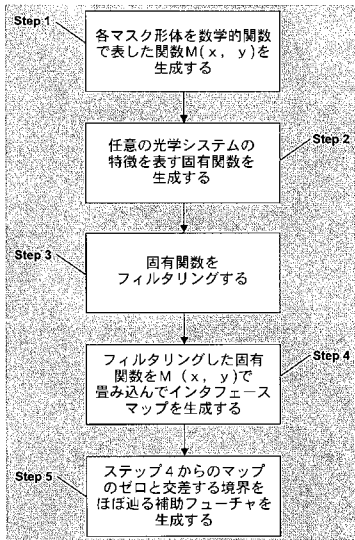 Step 1
各マスク形体を数学的関数
で表した関数M(x, y)を
生成する
任意の光学システムの
特徴を表す固有関数を
生成する
Step 2
Step 3
固有関数を
フィルタリングする
フィルタリングした固有
関数をM (x, y)で
畳み込んでインタフェース
マップを生成する
Step 4
Step 5
ステップ4からのマップ
のゼロと交差する境界を
ほぼ辿る補助フューチャを
生成する